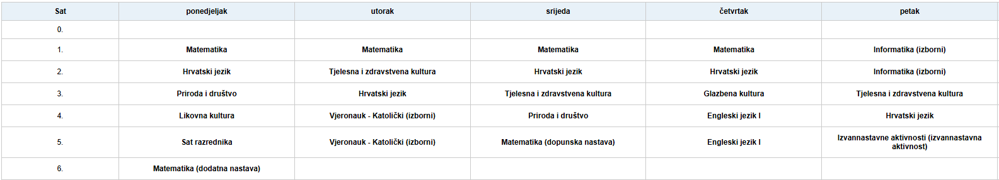 Sat ponedjeljak utorak srijeda četvrtak petak
0.
1. Matematika Matematika Matematika Matematika Informatika (izborni)
2. Hrvatski jezik Tjelesna i zdravstvena kultura Hrvatski jezik Hrvatski jezik Informatika (izborni)
3. Priroda i društvo Hrvatski jezik Tjelesna i zdravstvena kultura Glazbena kultura Tjelesna i zdravstvena kultura
4. Likovna kultura Vjeronauk - Katolički (izborni) Priroda i društvo Engleski jezik I Hrvatski jezik
5. Sat razrednika Vjeronauk - Katolički (izborni) Matematika (dopunska nastava) Engleski jezik I Izvannastavne aktivnosti (izvannastavna
aktivnost)
6. Matematika (dodatna nastava)